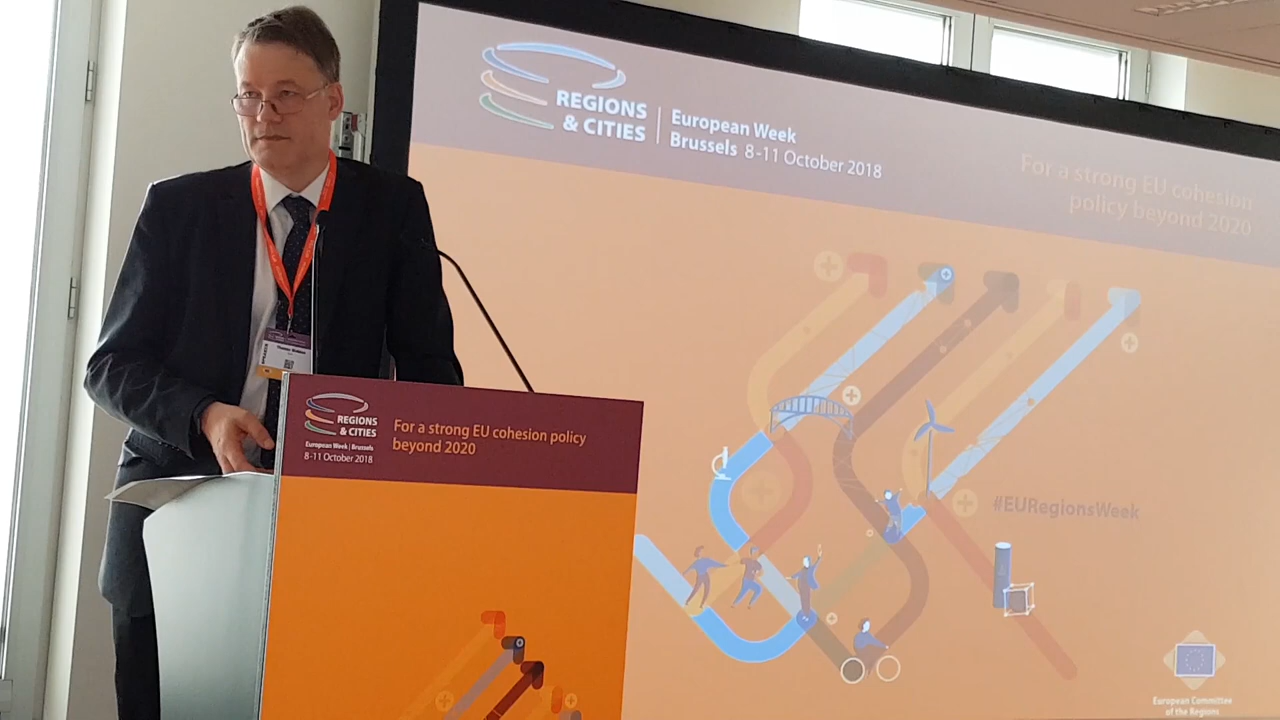 REGIONS
& CITIES
European Week
Brussels 8-11 October 2018
For a strong EU cohesion
policy beyond 2020
#EURegionsWeek
European Committee
of the Regions
SPEAKER
REGIONS
& CITIES
European Week | Brussels
8-11 October 2018
For a strong EU cohesion policy
beyond 2020